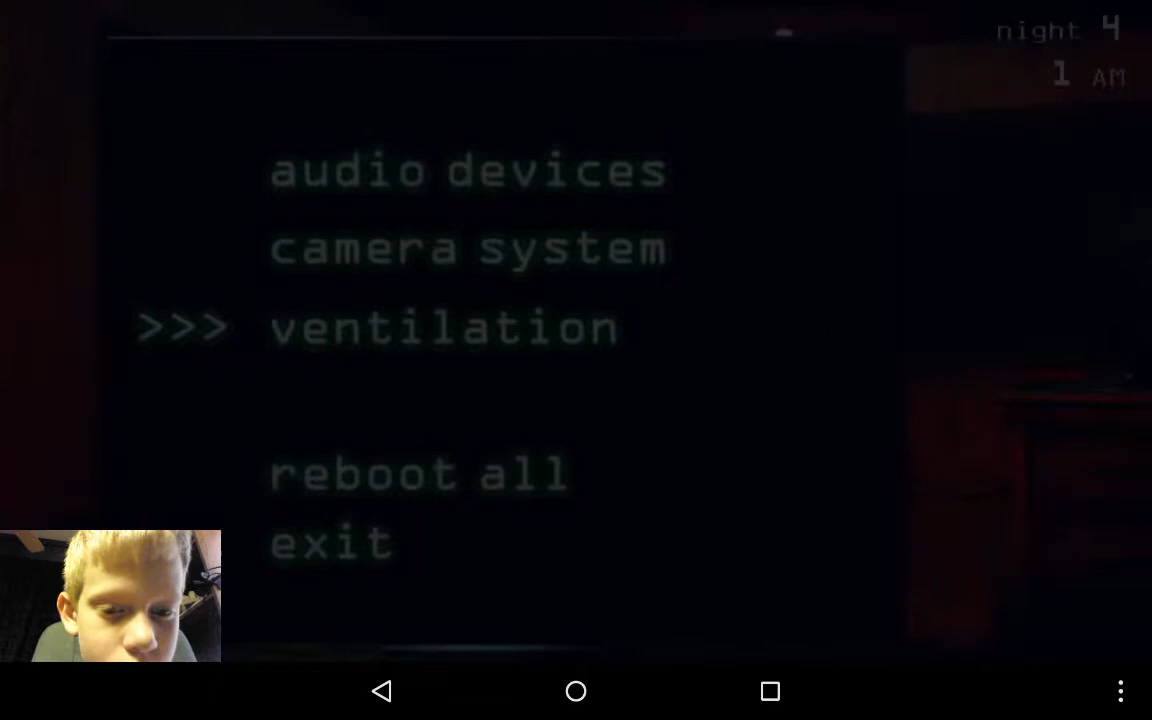 night 4
1 AM
audio devices
camera system
>>> ventilation
reboot all
exit